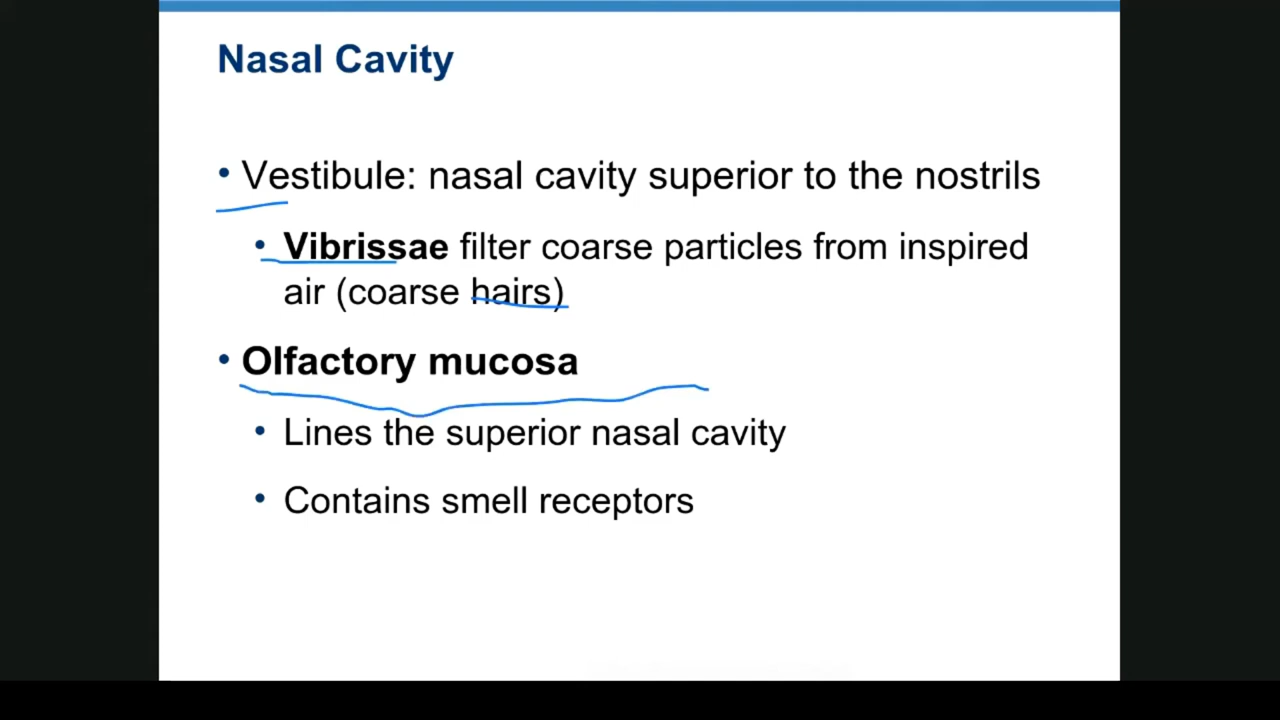 Nasal Cavity
• Vestibule: nasal cavity superior to the nostrils
• Vibrissae filter coarse particles from inspired
air (coarse hairs)
• Olfactory mucosa
• Lines the superior nasal cavity
• Contains smell receptors